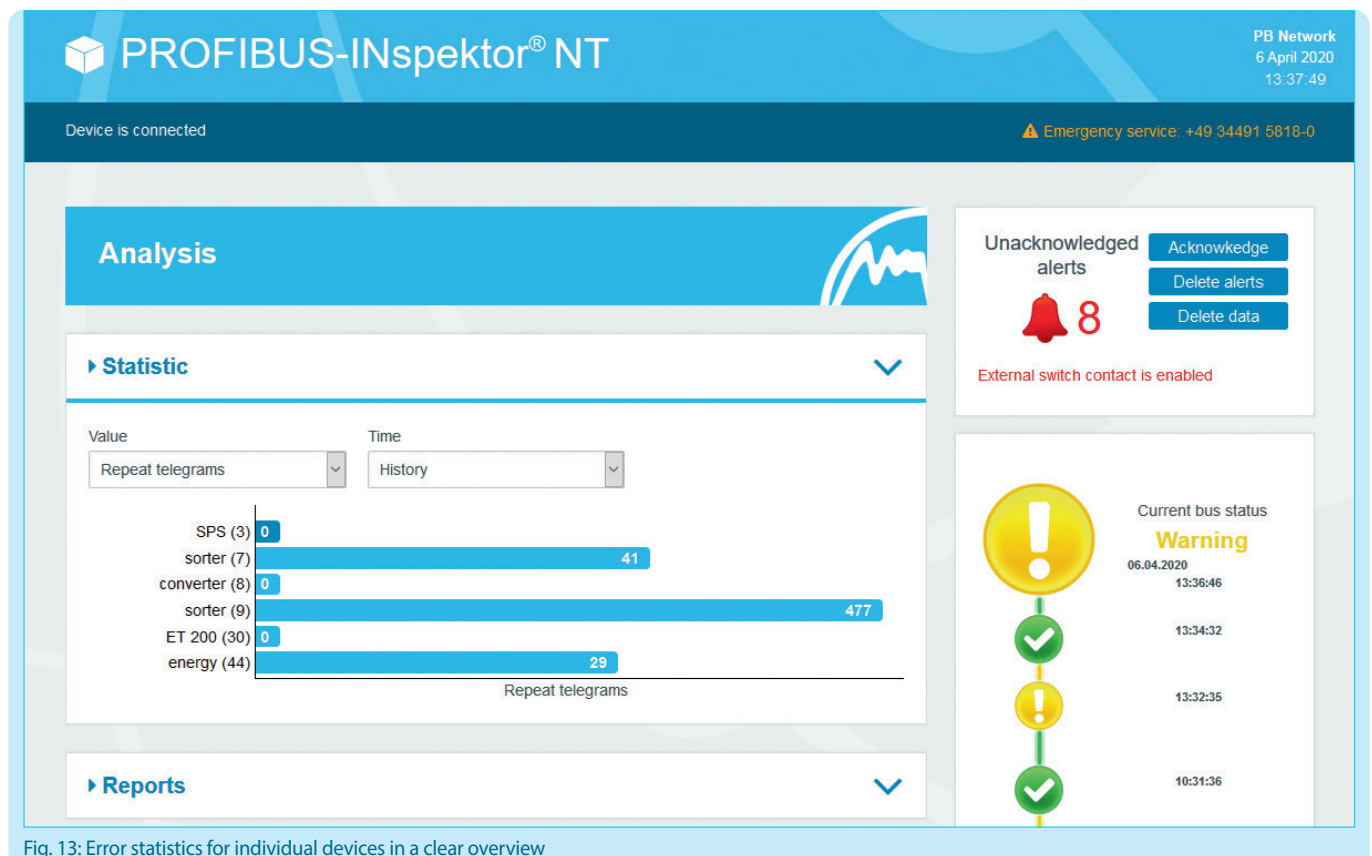 PROFIBUS-INspektor® NT
PB Network
6 April 2020
13:37:49
Device is connected
Emergency service: +49 34491 5818-0
Analysis
Statistic
Value
Time
Repeat telegrams
History
SPS (3) 0
sorter (7) 41
converter (8) 0
sorter (9) 477
ET 200 (30) 0
energy (44) 29
Repeat telegrams
Reports
Unacknowledged
alerts
8
Acknowkedge
Delete alerts
Delete data
External switch contact is enabled
Current bus status
Warning
06.04.2020
13:36:46
13:34:32
13:32:35
10:31:36
Fig. 13: Error statistics for individual devices in a clear overview